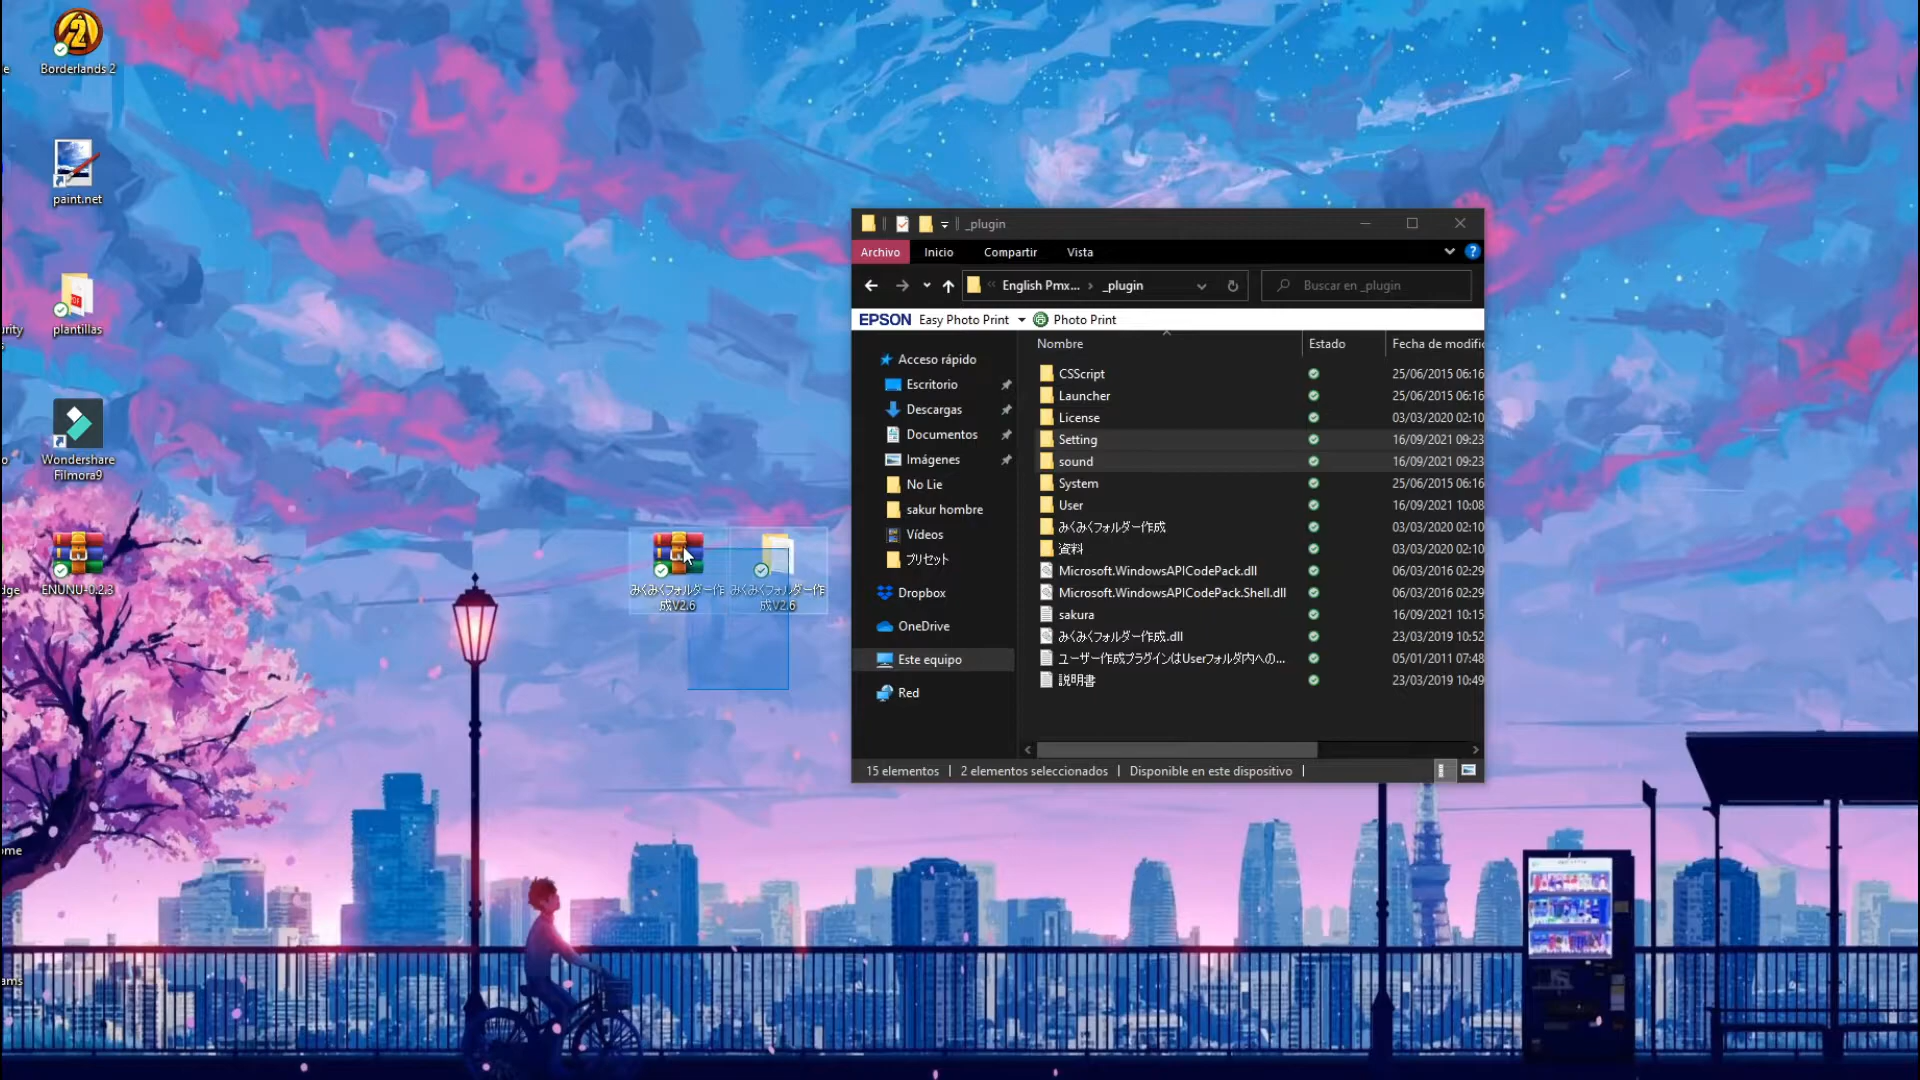 e
Borderlands 2
paint.net
plantillas
urity
s
Wondershare
Filmora9
o
ENUNU-0.2.3
dge
ome
ams
みくみくフォルダー作
成V2.6
みくみくフォルダー作
成V2.6
_plugin
Archivo Inicio Compartir Vista
English Pmx... > _plugin
Buscar en _plugin
EPSON Easy Photo Print Photo Print
Nombre Estado Fecha de modific
Acceso rápido
Escritorio
Descargas
Documentos
Imágenes
No Lie
sakur hombre
Vídeos
プリセット
Dropbox
OneDrive
Este equipo
Red
CSScript 25/06/2015 06:16
Launcher 25/06/2015 06:16
License 03/03/2020 02:10
Setting 16/09/2021 09:23
sound 16/09/2021 09:23
System 25/06/2015 06:16
User 16/09/2021 10:08
みくみくフォルダー作成 03/03/2020 02:10
資料 03/03/2020 02:10
Microsoft.WindowsAPICodePack.dll 06/03/2016 02:29
Microsoft.WindowsAPICodePack.Shell.dll 06/03/2016 02:29
sakura 16/09/2021 10:15
みくみくフォルダー作成.dll 23/03/2019 10:52
ユーザー作成プラグインはUserフォルダ内への... 05/01/2011 07:48
説明書 23/03/2019 10:49
15 elementos | 2 elementos seleccionados | Disponible en este dispositivo |